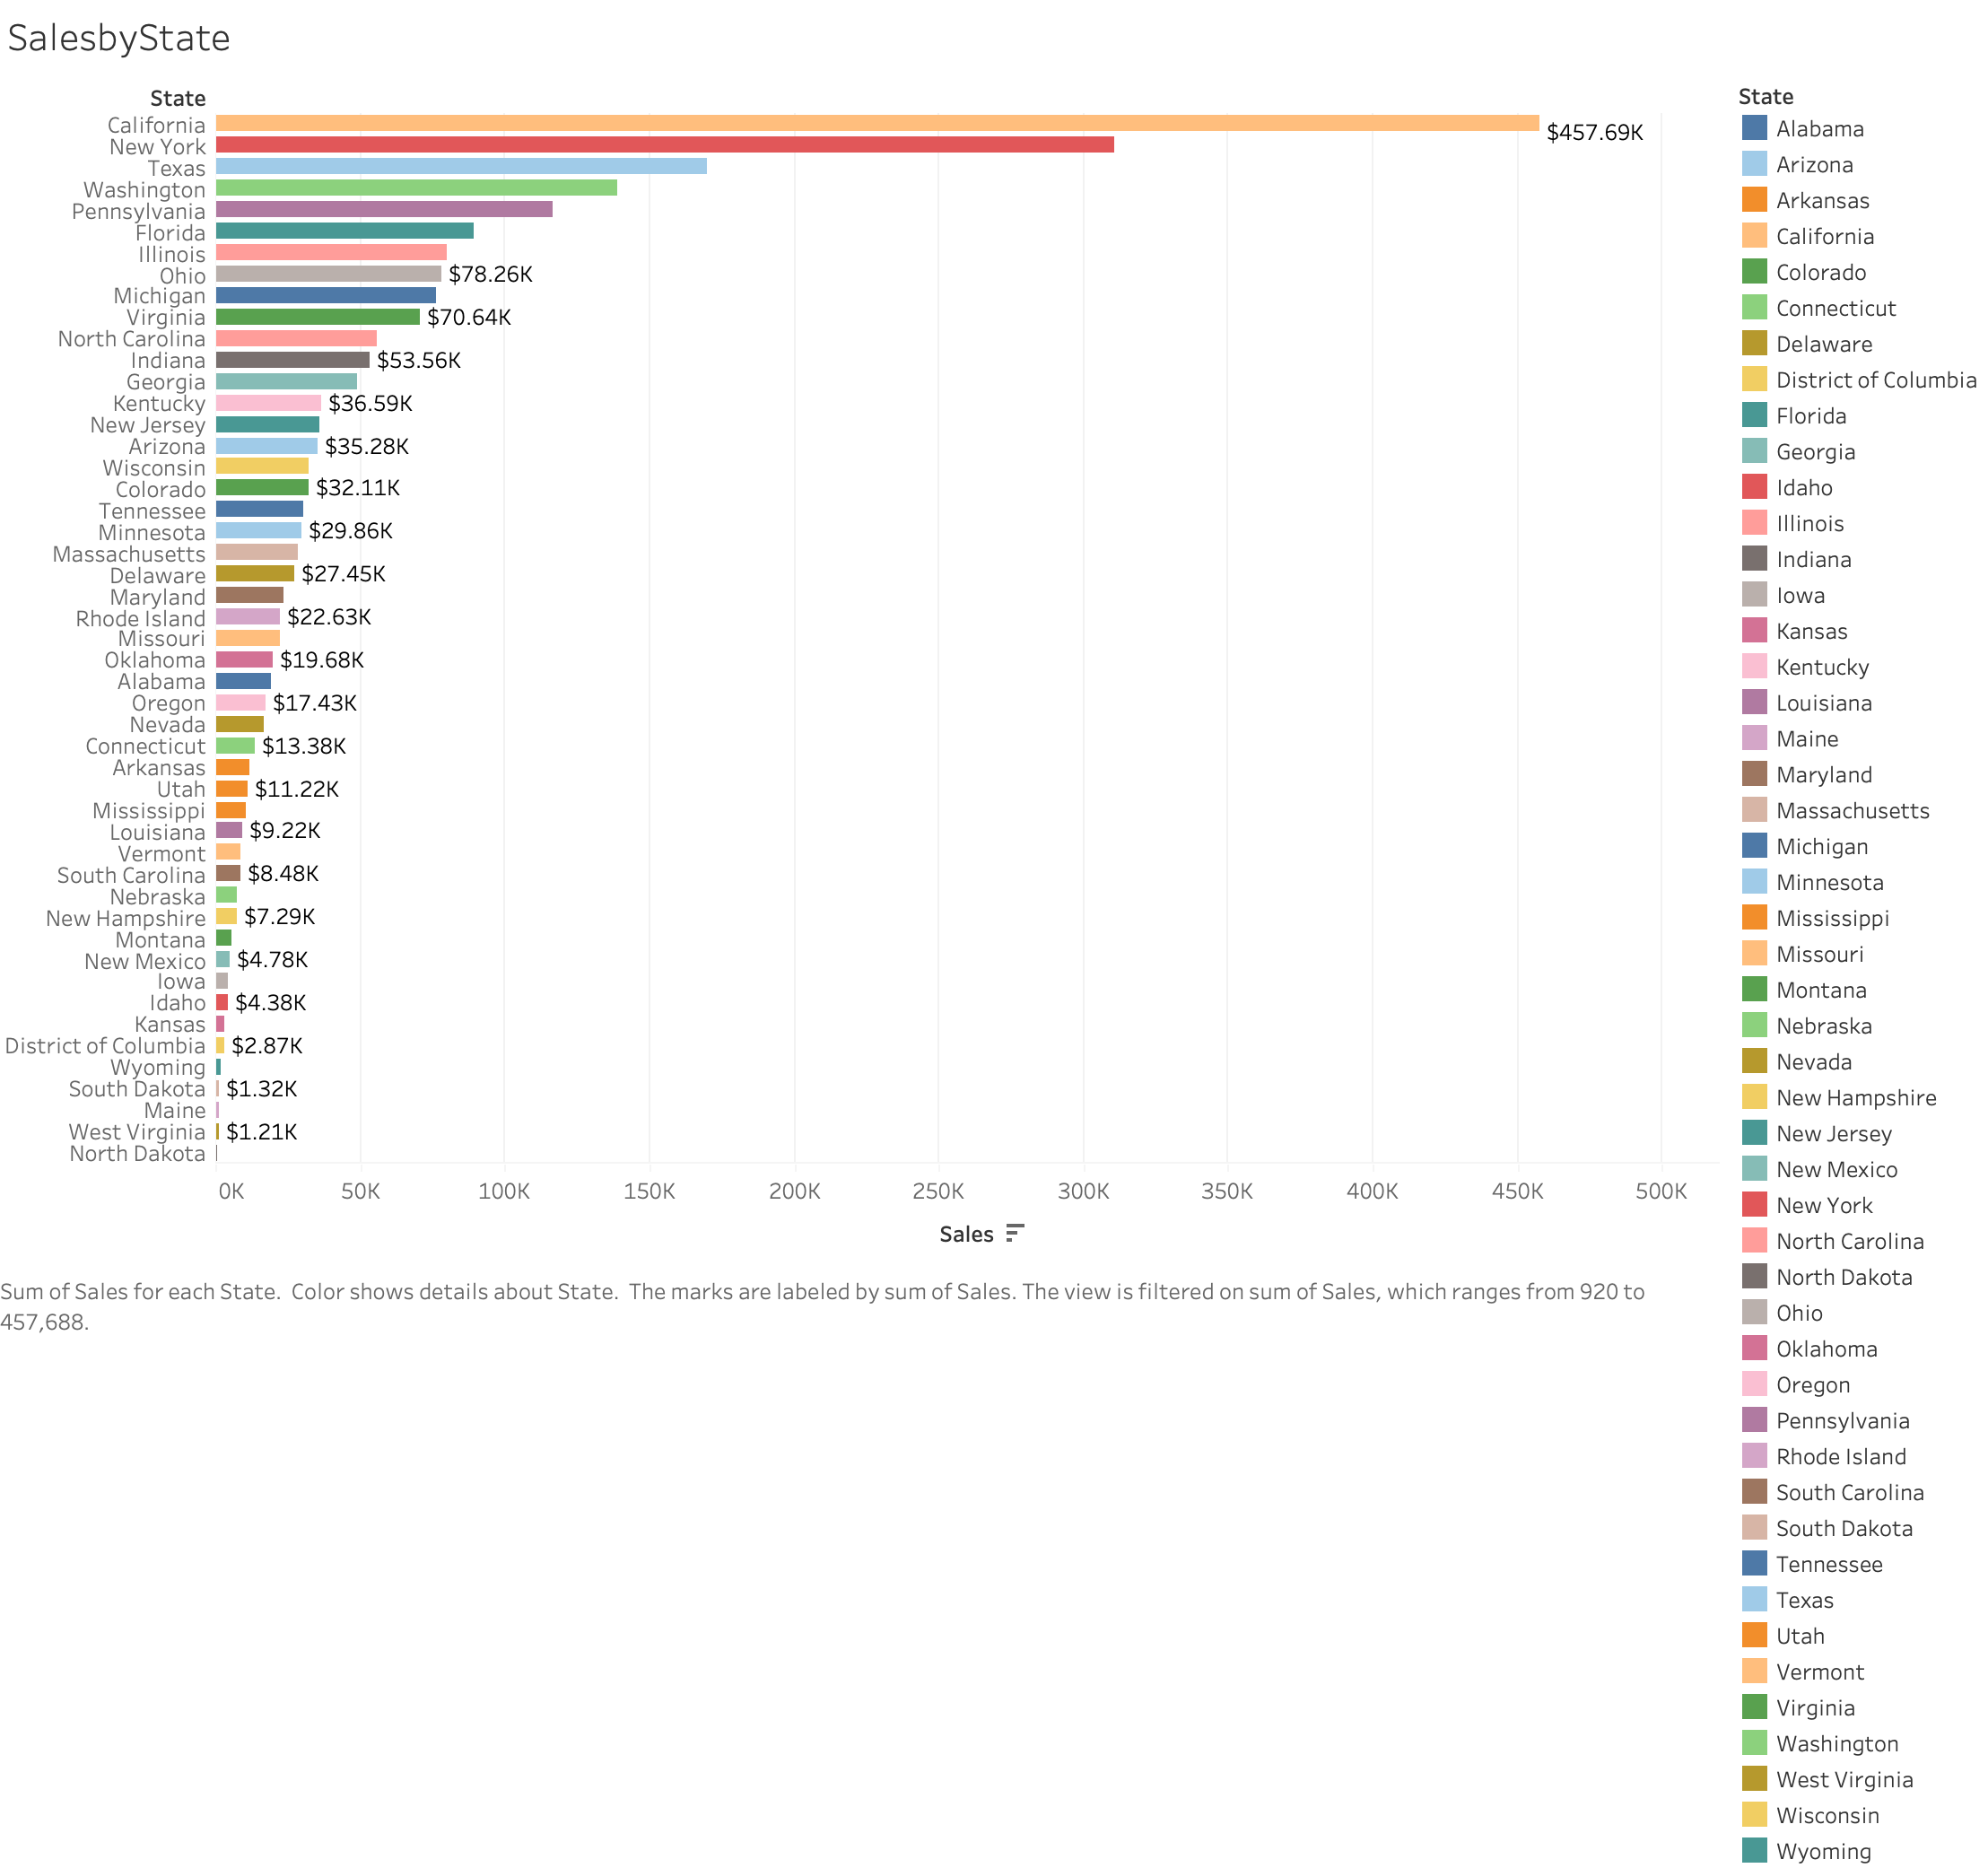 SalesbyState
State
California
$457.69K
New York
Texas
Washington
Pennsylvania
Florida
Illinois
Ohio $78.26K
Michigan
Virginia $70.64K
North Carolina
Indiana $53.56K
Georgia
Kentucky $36.59K
New Jersey
Arizona $35.28K
Wisconsin
Colorado $32.11K
Tennessee
Minnesota $29.86K
Massachusetts
Delaware $27.45K
Maryland
Rhode Island $22.63K
Missouri
Oklahoma $19.68K
Alabama
Oregon $17.43K
Nevada
Connecticut $13.38K
Arkansas
Utah $11.22K
Mississippi
Louisiana $9.22K
Vermont
South Carolina $8.48K
Nebraska
New Hampshire $7.29K
Montana
New Mexico $4.78K
Iowa
Idaho $4.38K
Kansas
District of Columbia $2.87K
Wyoming
South Dakota $1.32K
Maine
West Virginia $1.21K
North Dakota
0K 50K 100K 150K 200K 250K 300K 350K 400K 450K 500K
Sales
Sum of Sales for each State. Color shows details about State. The marks are labeled by sum of Sales. The view is filtered on sum of Sales, which ranges from 920 to
457,688.
State
Alabama
Arizona
Arkansas
California
Colorado
Connecticut
Delaware
District of Columbia
Florida
Georgia
Idaho
Illinois
Indiana
Iowa
Kansas
Kentucky
Louisiana
Maine
Maryland
Massachusetts
Michigan
Minnesota
Mississippi
Missouri
Montana
Nebraska
Nevada
New Hampshire
New Jersey
New Mexico
New York
North Carolina
North Dakota
Ohio
Oklahoma
Oregon
Pennsylvania
Rhode Island
South Carolina
South Dakota
Tennessee
Texas
Utah
Vermont
Virginia
Washington
West Virginia
Wisconsin
Wyoming